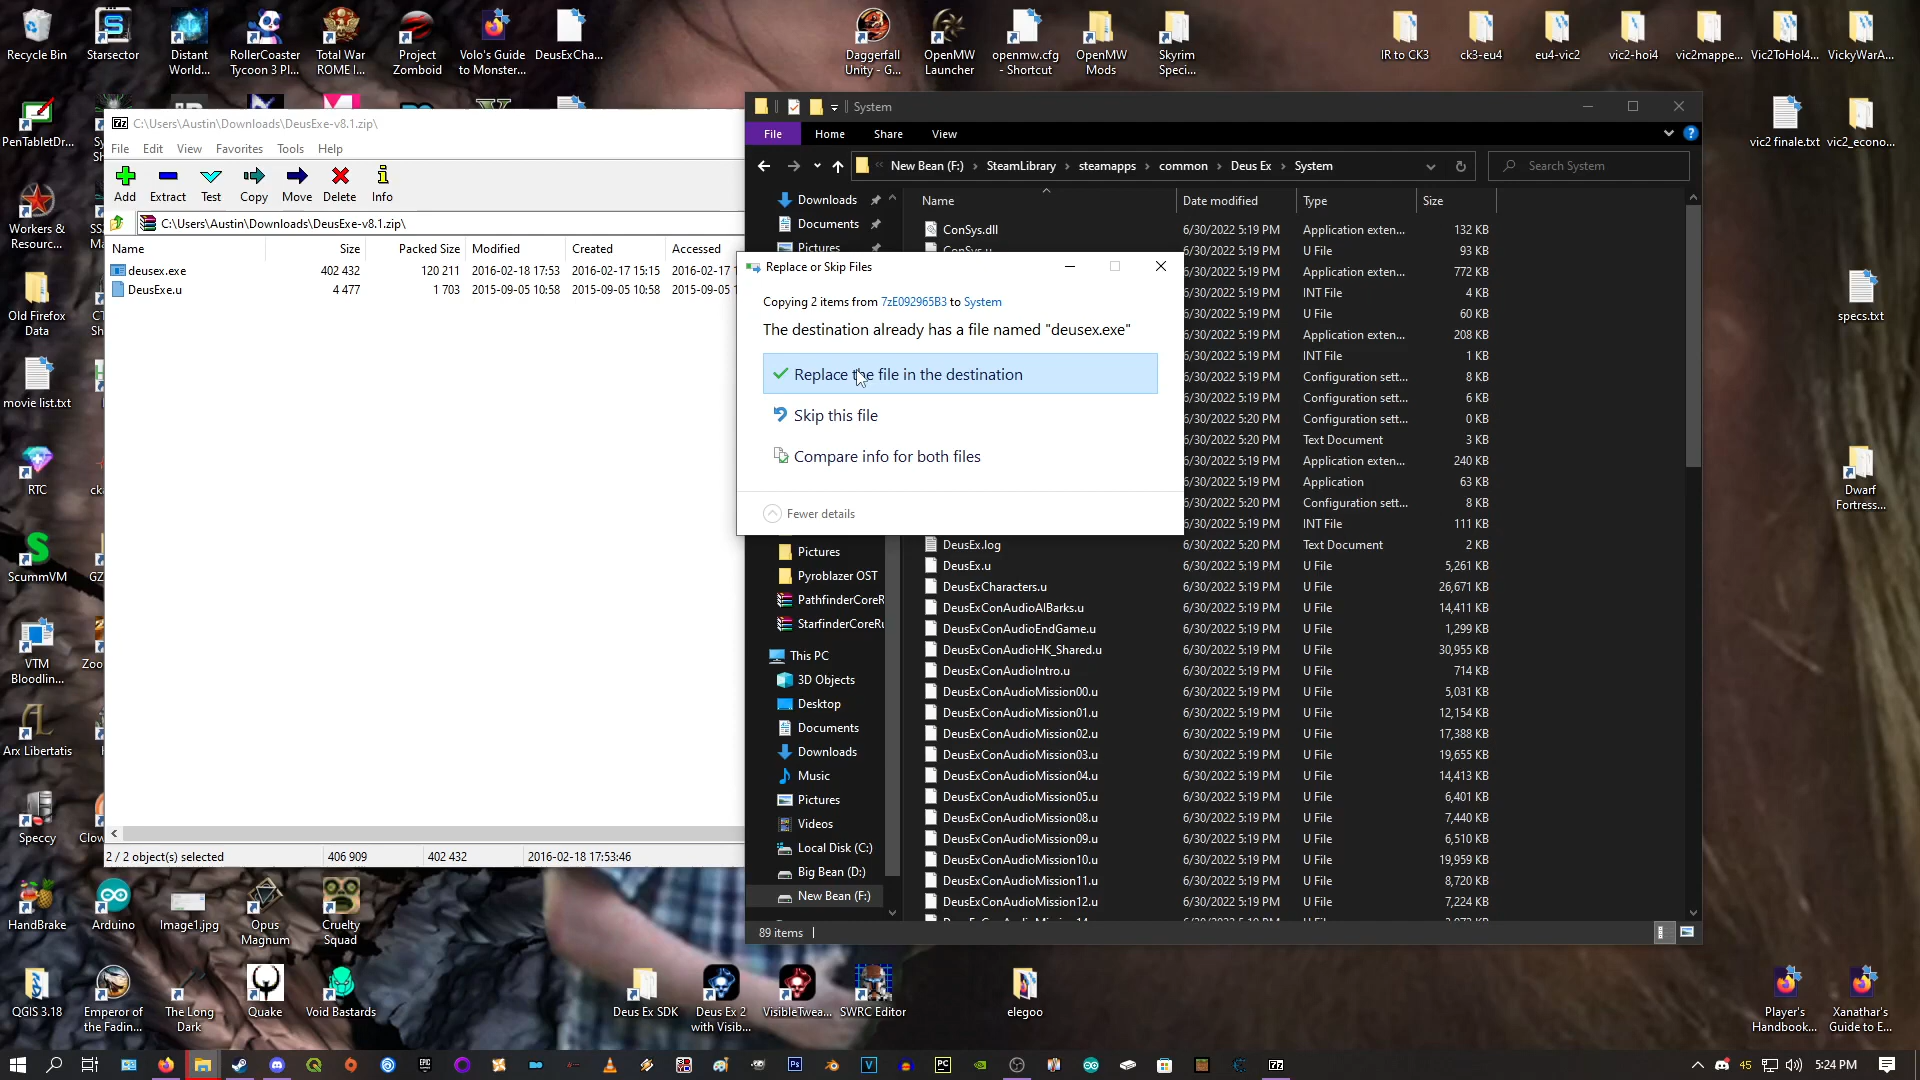 Recycle Bin
Starsector
Distant
World...
RollerCoaster
Tycoon 3 Pl...
Total War
ROME I...
Project
Zomboid
Volo's Guide
to Monster...
DeusExCha...
Daggerfall
Unity - G...
OpenMW
Launcher
openmw.cfg
- Shortcut
OpenMW
Mods
Skyrim
Speci...
IR to CK3
ck3-eu4
eu4-vic2
vic2-hoi4
vic2mappe...
Vic2ToHoI4...
VickyWarA...
PenTabletDr...
vic2 finale.txt
vic2_econo...
Workers &
Resourc...
Old Firefox
Data
specs.txt
movie list.txt
RTC
Dwarf
Fortress...
ScummVM
VTM
Bloodlin...
Zoo
Arx Libertatis
Speccy
Clow
HandBrake
Arduino
Image1.jpg
Opus
Magnum
Cruelty
Squad
QGIS 3.18
Emperor of
the Fadin...
The Long
Dark
Quake
Void Bastards
Deus Ex SDK
Deus Ex 2
with Visib...
VisibleTwea...
SWRC Editor
elegoo
Player's
Handbook...
Xanathar's
Guide to E...
C:\Users\Austin\Downloads\DeusExe-v8.1.zip\
File Edit View Favorites Tools Help
Add Extract Test Copy Move Delete Info
C:\Users\Austin\Downloads\DeusExe-v8.1.zip\
Name Size Packed Size Modified Created Accessed
deusex.exe 402 432 120 211 2016-02-18 17:53 2016-02-17 15:15 2016-02-17 1
DeusExe.u 4 477 1 703 2015-09-05 10:58 2015-09-05 10:58 2015-09-05 1
2 / 2 object(s) selected 406 909 402 432 2016-02-18 17:53:46
System
File Home Share View
New Bean (F:) › SteamLibrary › steamapps › common › Deus Ex › System
Search System
Downloads
Documents
Pictures
Name Date modified Type Size
ConSys.dll 6/30/2022 5:19 PM Application exten... 132 KB
ConSys.u 6/30/2022 5:19 PM U File 93 KB
6/30/2022 5:19 PM Application exten... 772 KB
6/30/2022 5:19 PM INT File 4 KB
6/30/2022 5:19 PM U File 60 KB
6/30/2022 5:19 PM Application exten... 208 KB
6/30/2022 5:19 PM INT File 1 KB
6/30/2022 5:19 PM Configuration sett... 8 KB
6/30/2022 5:19 PM Configuration sett... 6 KB
6/30/2022 5:20 PM Configuration sett... 0 KB
6/30/2022 5:20 PM Text Document 3 KB
6/30/2022 5:19 PM Application exten... 240 KB
6/30/2022 5:19 PM Application 63 KB
6/30/2022 5:20 PM Configuration sett... 8 KB
6/30/2022 5:19 PM INT File 111 KB
DeusEx.log 6/30/2022 5:20 PM Text Document 2 KB
DeusEx.u 6/30/2022 5:19 PM U File 5,261 KB
DeusExCharacters.u 6/30/2022 5:19 PM U File 26,671 KB
DeusExConAudioAIBarks.u 6/30/2022 5:19 PM U File 14,411 KB
DeusExConAudioEndGame.u 6/30/2022 5:19 PM U File 1,299 KB
DeusExConAudioHK_Shared.u 6/30/2022 5:19 PM U File 30,955 KB
DeusExConAudioIntro.u 6/30/2022 5:19 PM U File 714 KB
DeusExConAudioMission00.u 6/30/2022 5:19 PM U File 5,031 KB
DeusExConAudioMission01.u 6/30/2022 5:19 PM U File 12,154 KB
DeusExConAudioMission02.u 6/30/2022 5:19 PM U File 17,388 KB
DeusExConAudioMission03.u 6/30/2022 5:19 PM U File 19,655 KB
DeusExConAudioMission04.u 6/30/2022 5:19 PM U File 14,413 KB
DeusExConAudioMission05.u 6/30/2022 5:19 PM U File 6,401 KB
DeusExConAudioMission08.u 6/30/2022 5:19 PM U File 7,440 KB
DeusExConAudioMission09.u 6/30/2022 5:19 PM U File 6,510 KB
DeusExConAudioMission10.u 6/30/2022 5:19 PM U File 19,959 KB
DeusExConAudioMission11.u 6/30/2022 5:19 PM U File 8,720 KB
DeusExConAudioMission12.u 6/30/2022 5:19 PM U File 7,224 KB
Pictures
Pyroblazer OST
PathfinderCoreR
StarfinderCoreRu
This PC
3D Objects
Desktop
Documents
Downloads
Music
Pictures
Videos
Local Disk (C:)
Big Bean (D:)
New Bean (F:)
89 items
Replace or Skip Files
Copying 2 items from 7zE092965B3 to System
The destination already has a file named "deusex.exe"
Replace the file in the destination
Skip this file
Compare info for both files
Fewer details
45
5:24 PM